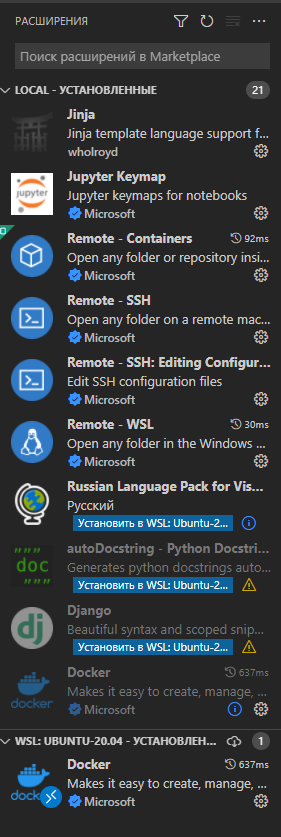 РАСШИРЕНИЯ
Поиск расширений в Marketplace
LOCAL - УСТАНОВЛЕННЫЕ 21
Jinja
Jinja template language support f...
wholroyd
jupyter
Jupyter Keymap
Jupyter keymaps for notebooks
Microsoft
Remote - Containers 92ms
Open any folder or repository insi...
Microsoft
Remote - SSH
Open any folder on a remote mac...
Microsoft
Remote - SSH: Editing Configur...
Edit SSH configuration files
Microsoft
Remote - WSL 30ms
Open any folder in the Windows ...
Microsoft
Russian Language Pack for Vis...
Русский
Установить в WSL: Ubuntu-2...
"""
doc
"""
autoDocstring - Python Docstri...
Generates python docstrings auto...
Установить в WSL: Ubuntu-2...
dj
Django
Beautiful syntax and scoped snip...
Установить в WSL: Ubuntu-2...
docker
Docker 637ms
Makes it easy to create, manage, ...
Microsoft
WSL: UBUNTU-20.04 - УСТАНОВЛЕН... 1
Docker 637ms
Makes it easy to create, manage, ...
Microsoft